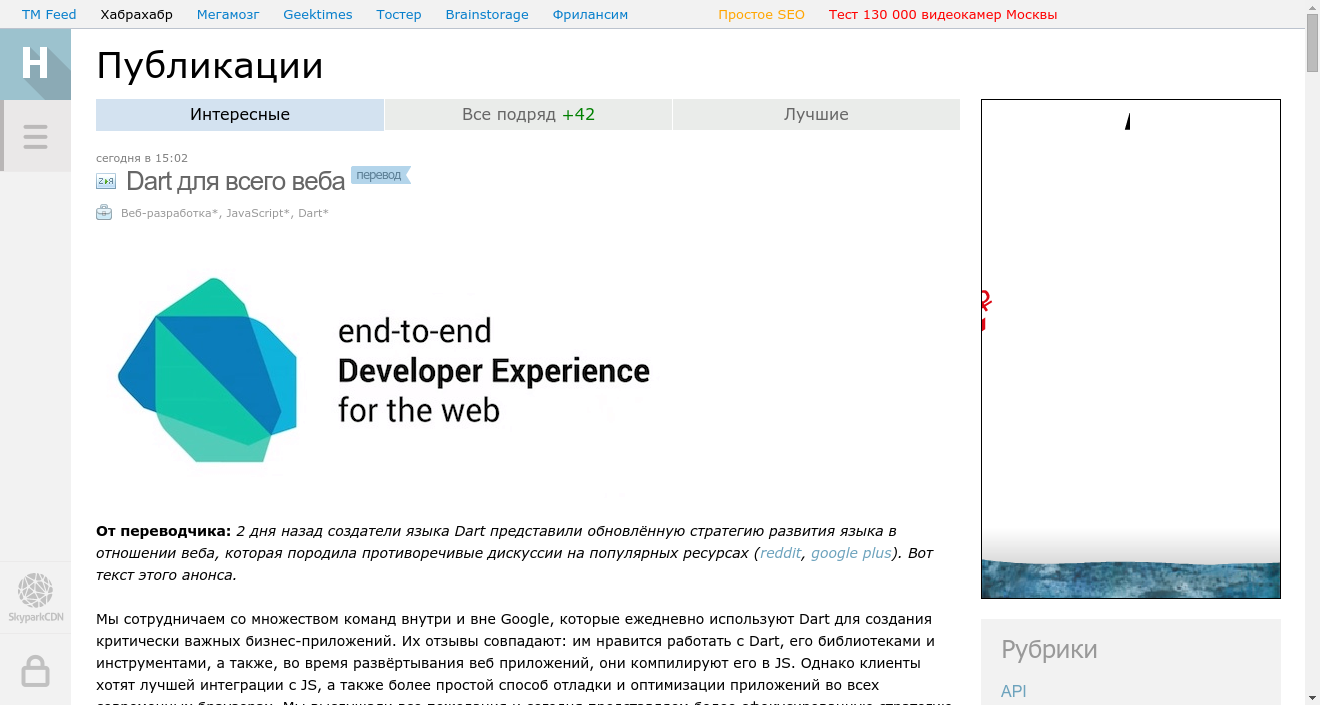 TM Feed Хабрахабр Мегамозг Geektimes Тостер Brainstorage Фрилансим Простое SEO Тест 130 000 видеокамер Москвы
H
Публикации
Интересные Все подряд +42 Лучшие
сегодня в 15:02
Dart для всего веба перевод
Веб-разработка*, JavaScript*, Dart*
end-to-end
Developer Experience
for the web
От переводчика: 2 дня назад создатели языка Dart представили обновлённую стратегию развития языка в
отношении веба, которая породила противоречивые дискуссии на популярных ресурсах (reddit, google plus). Вот
текст этого анонса.
Мы сотрудничаем со множеством команд внутри и вне Google, которые ежедневно используют Dart для создания
критически важных бизнес-приложений. Их отзывы совпадают: им нравится работать с Dart, его библиотеками и
инструментами, а также, во время развёртывания веб приложений, они компилируют его в JS. Однако клиенты
хотят лучшей интеграции с JS, а также более простой способ отладки и оптимизации приложений во всех
SkyparkCDN
Рубрики
API